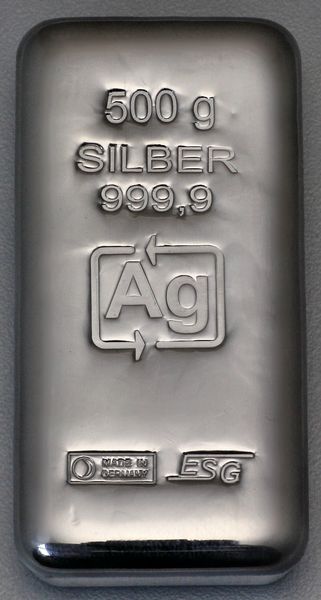 500 g
SILBER
999,9
Ag
MADE IN
GERMANY
ESG